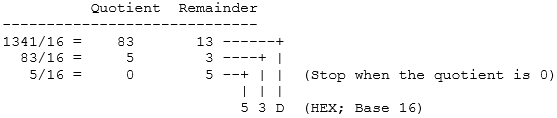 Quotient Remainder
-----------------------------
1341/16 = 83 13 ------+
83/16 = 5 3 ----+ |
5/16 = 0 5 --+ | | (Stop when the quotient is 0)
| | |
5 3 D (HEX; Base 16)